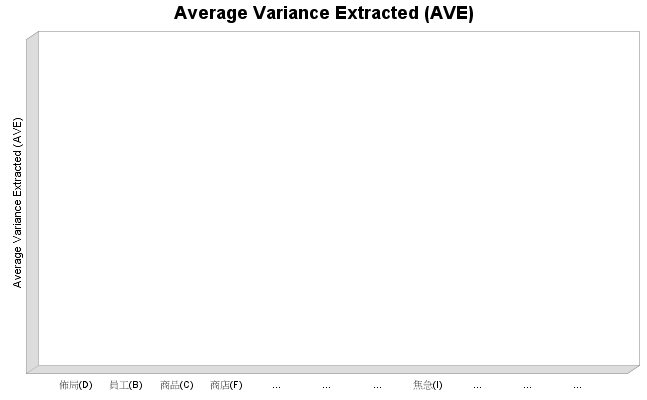 Average Variance Extracted (AVE)
Average Variance Extracted (AVE)
佈局(D) 員工(B) 商品(C) 商店(F) ... ... ... 焦急(I) ... ... ...